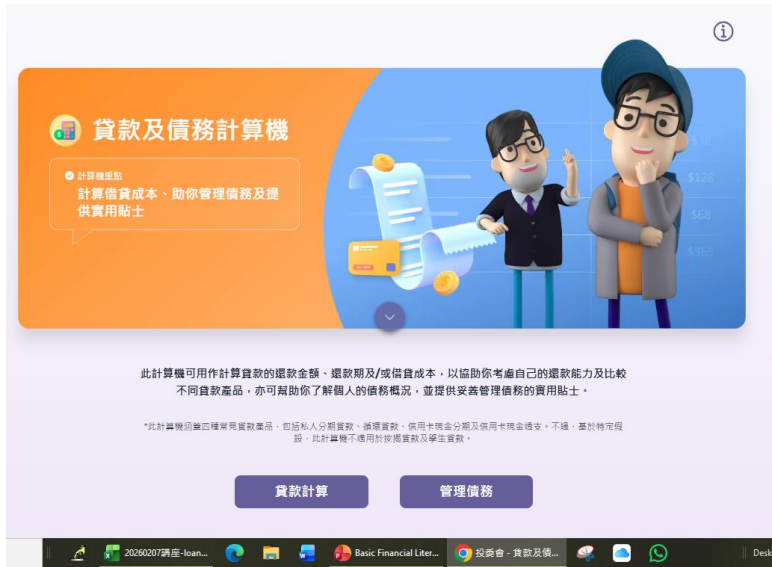 貸款及債務計算機
計算機重點
計算借貸成本、助你管理債務及提
供實用貼士
$128
$68
$365
此計算機可用作計算貸款的還款金額、還款期及/或借貸成本，以協助你考慮自己的還款能力及比較
不同貸款產品，亦可幫助你了解個人的債務概況，並提供妥善管理債務的實用貼士。
*此計算機涵蓋四種常見貸款產品，包括私人分期貸款、循環貸款、信用卡現金分期及信用卡現金透支。不過，基於特定假
設，此計算機不適用於按揭貸款及學生貸款。
貸款計算
管理債務
20260207講座-loan...
Basic Financial Liter...
投委會 - 貸款及債...
Desk